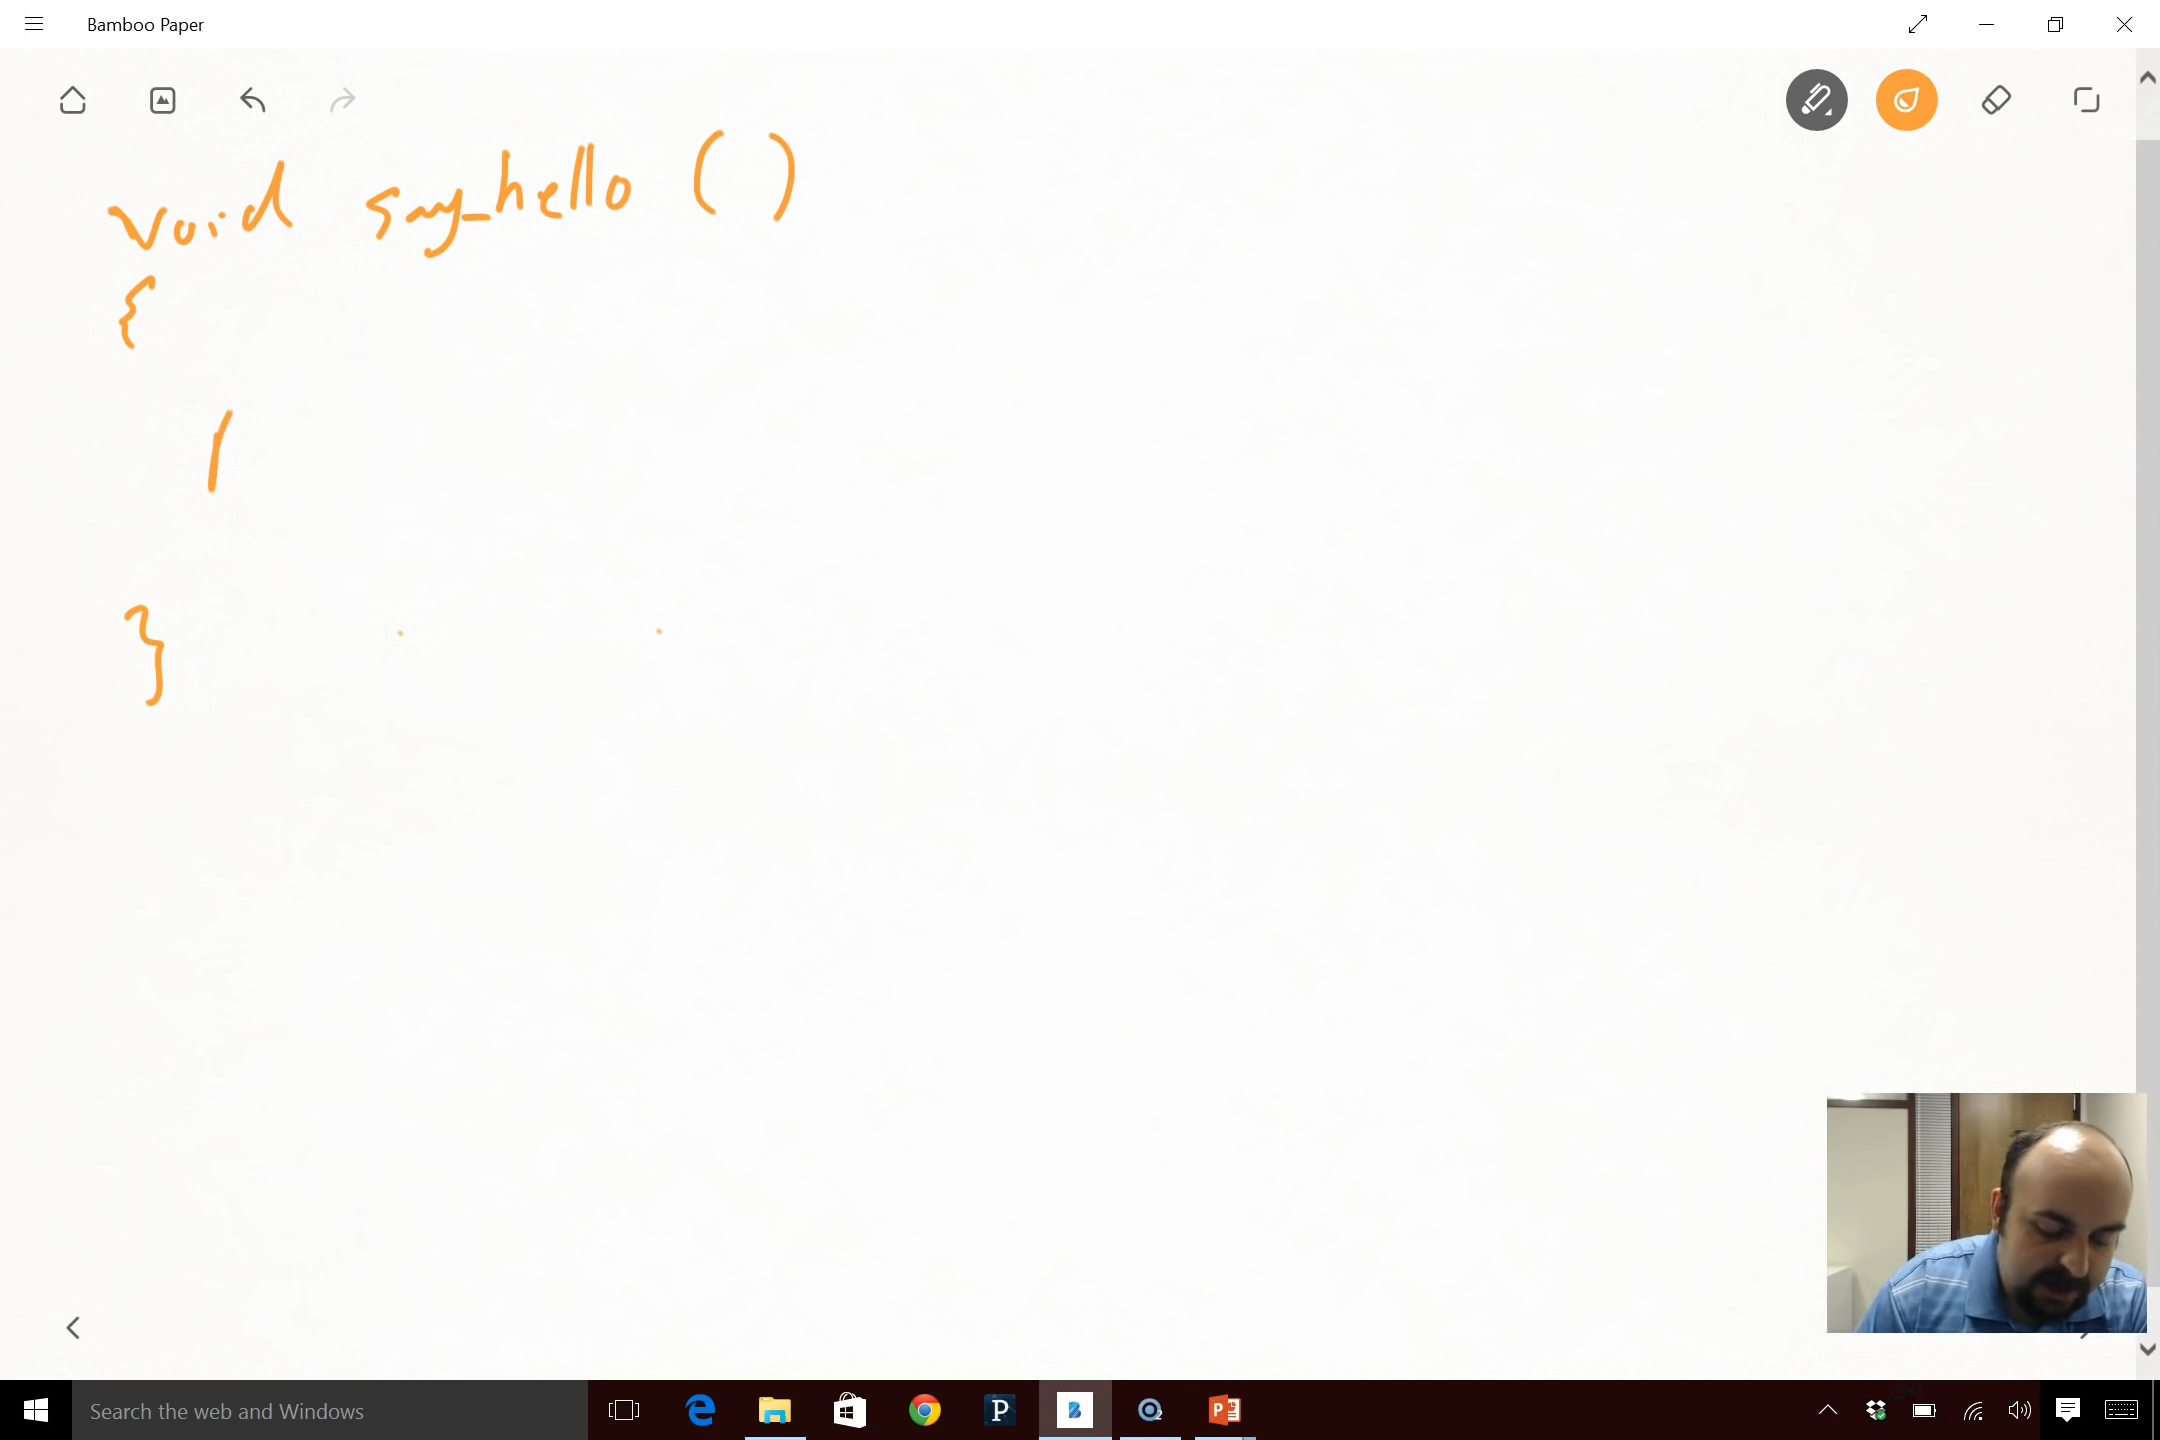 Bamboo Paper
void say_hello ( )
{
}
Search the web and Windows